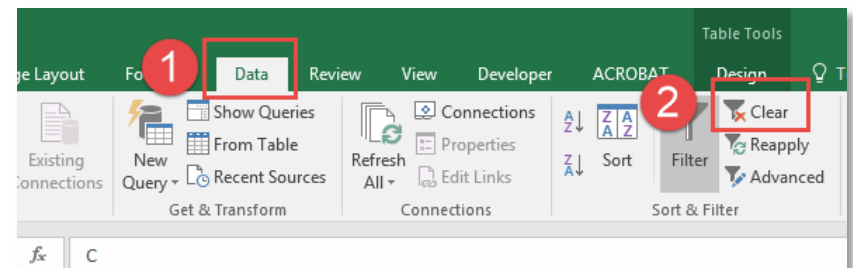 Table Tools
ge Layout Fo 1 Data Review View Developer ACROBAT Design T
Show Queries Connections A Z Z A 2 Clear
From Table Properties A Z Reapply
Existing New Refresh Z Sort Filter
Connections Query Recent Sources All Edit Links A Advanced
Get & Transform Connections Sort & Filter
fx C